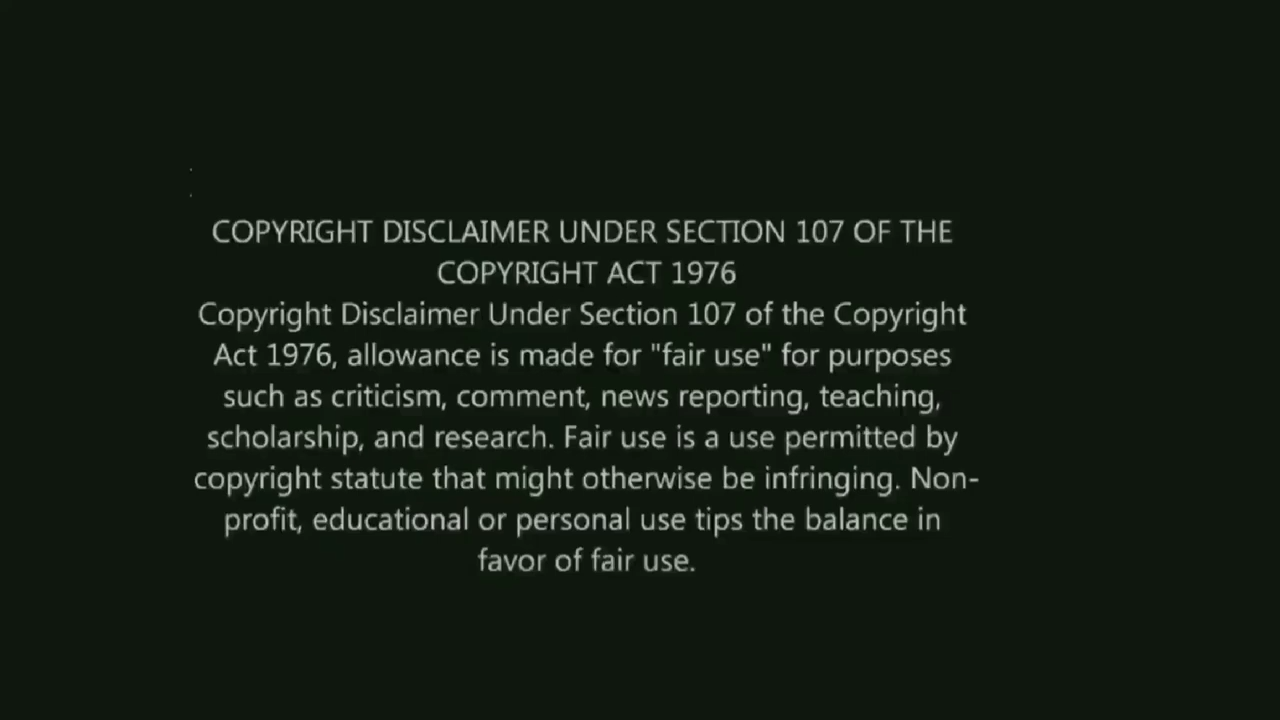 COPYRIGHT DISCLAIMER UNDER SECTION 107 OF THE
COPYRIGHT ACT 1976
Copyright Disclaimer Under Section 107 of the Copyright
Act 1976, allowance is made for "fair use" for purposes
such as criticism, comment, news reporting, teaching,
scholarship, and research. Fair use is a use permitted by
copyright statute that might otherwise be infringing. Non-
profit, educational or personal use tips the balance in
favor of fair use.